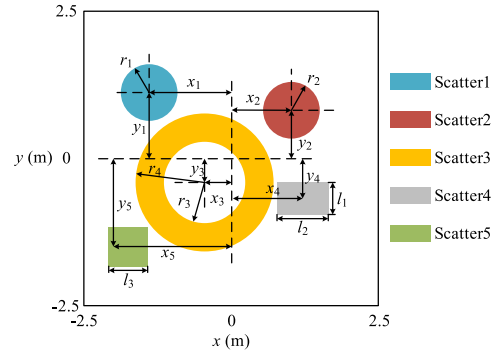 2.5
r₁
x₁
r₂
x₂
y₁
y₂
y (m)
0
r₄
y₃
y₄
x₄
x₃
r₃
l₁
y₅
l₂
x₅
l₃
-2.5
-2.5
0
2.5
x (m)
Scatter1
Scatter2
Scatter3
Scatter4
Scatter5